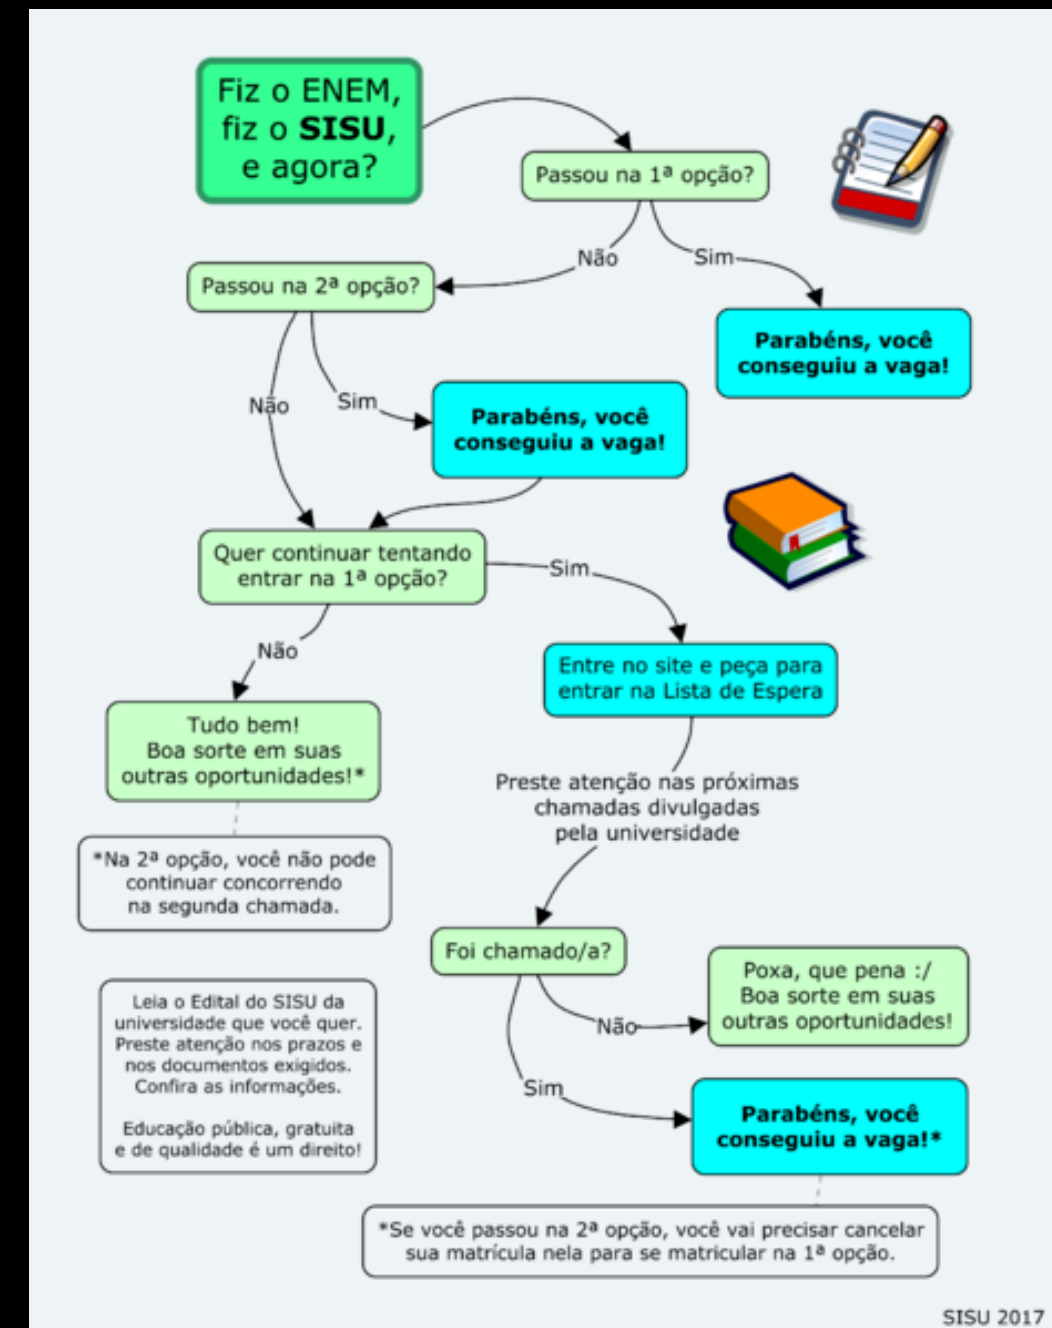 Fiz o ENEM,
fiz o SISU,
e agora?
Passou na 1ª opção?
Não
Sim
Passou na 2ª opção?
Parabéns, você
conseguiu a vaga!
Não
Sim
Parabéns, você
conseguiu a vaga!
Quer continuar tentando
entrar na 1ª opção?
Sim
Não
Entre no site e peça para
entrar na Lista de Espera
Tudo bem!
Boa sorte em suas
outras oportunidades!*
Preste atenção nas próximas
chamadas divulgadas
pela universidade
*Na 2ª opção, você não pode
continuar concorrendo
na segunda chamada.
Foi chamado/a?
Poxa, que pena :/
Boa sorte em suas
outras oportunidades!
Não
Sim
Leia o Edital do SISU da
universidade que você quer.
Preste atenção nos prazos e
nos documentos exigidos.
Confira as informações.
Educação pública, gratuita
e de qualidade é um direito!
Parabéns, você
conseguiu a vaga!*
*Se você passou na 2ª opção, você vai precisar cancelar
sua matrícula nela para se matricular na 1ª opção.
SISU 2017